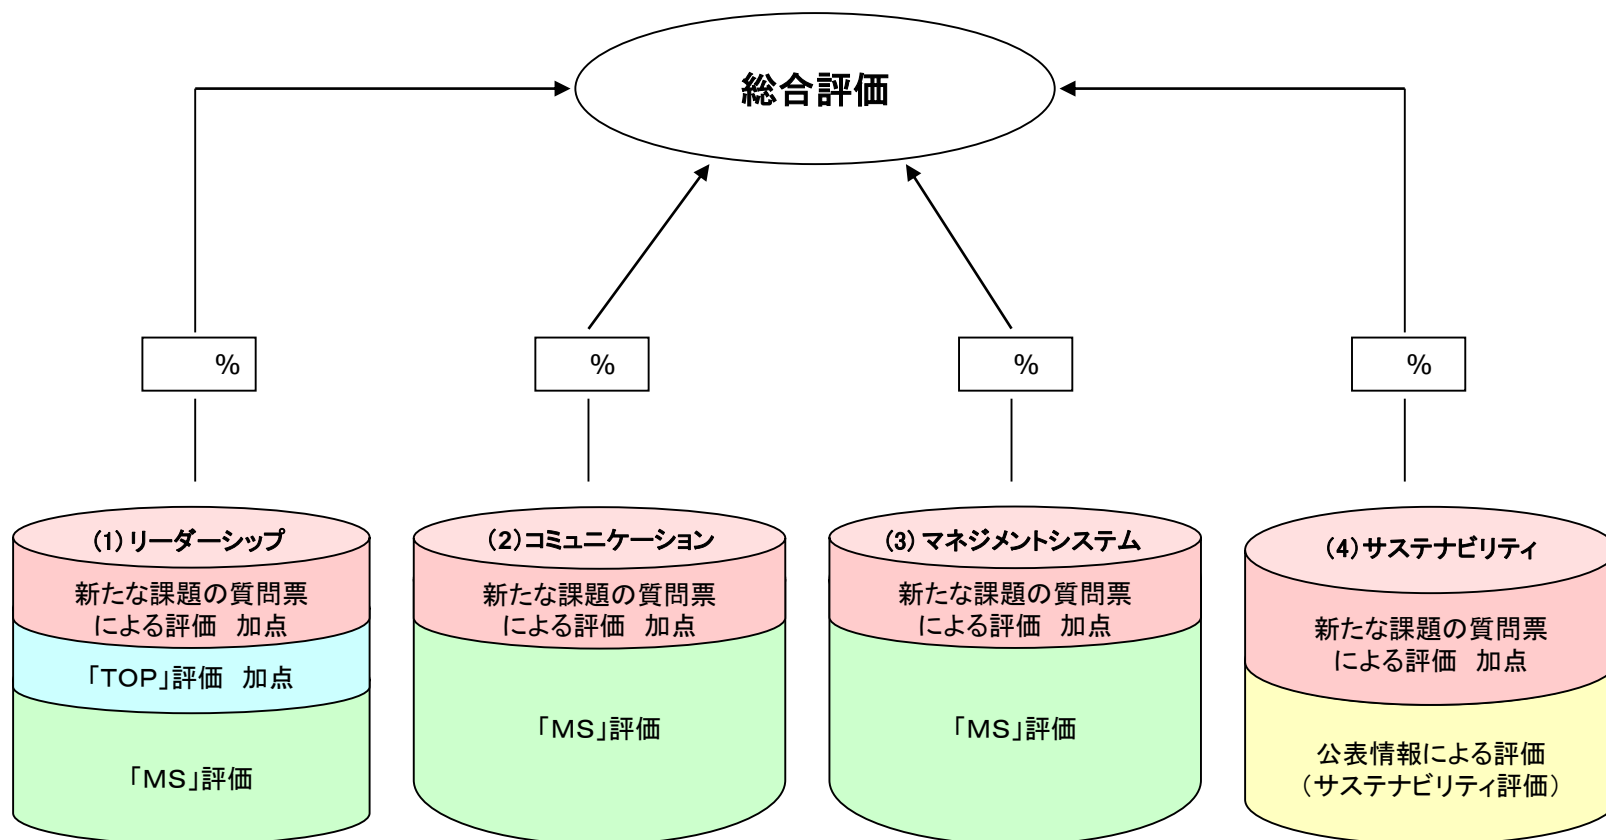 総合評価
%
%
%
%
(1)リーダーシップ
新たな課題の質問票
による評価 加点
「TOP」評価 加点
「MS」評価
(2)コミュニケーション
新たな課題の質問票
による評価 加点
「MS」評価
(3)マネジメントシステム
新たな課題の質問票
による評価 加点
「MS」評価
(4)サステナビリティ
新たな課題の質問票
による評価 加点
公表情報による評価
(サステナビリティ評価)